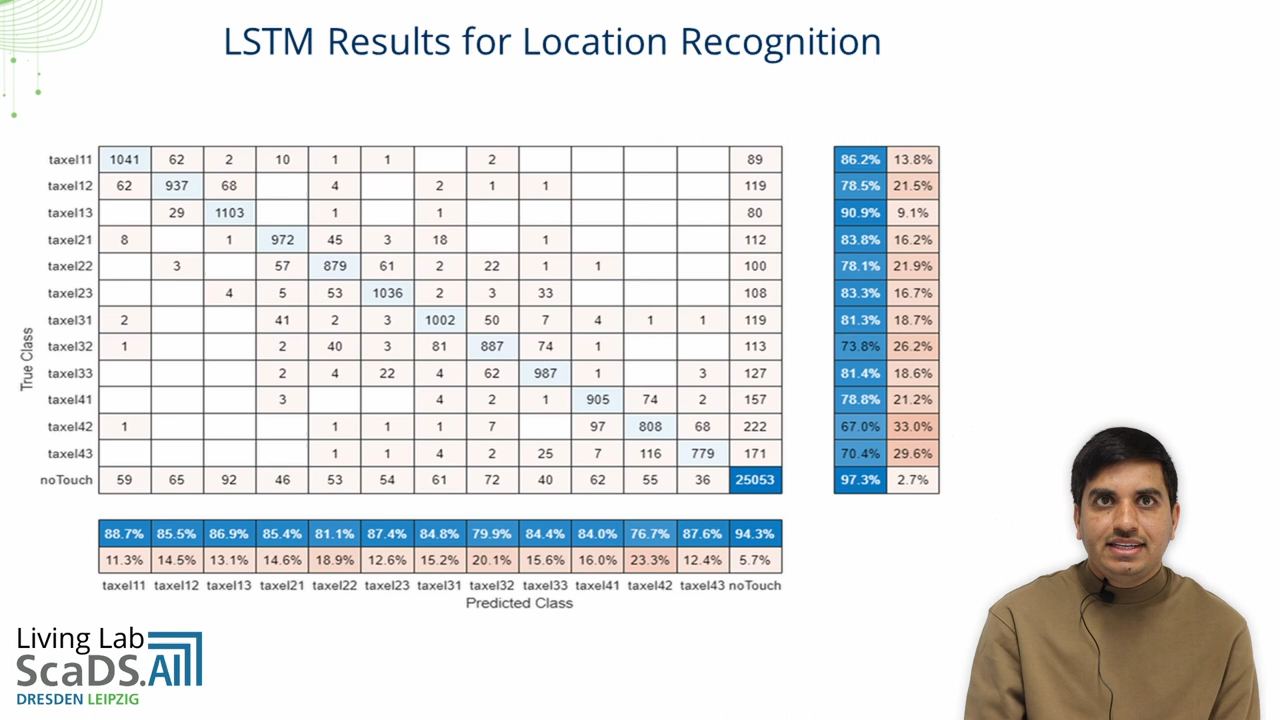 LSTM Results for Location Recognition
taxel11 1041 62 2 10 1 1 2 89 86.2% 13.8%
taxel12 62 937 68 4 2 1 1 119 78.5% 21.5%
taxel13 29 1103 1 1 80 90.9% 9.1%
taxel21 8 1 972 45 3 18 1 112 83.8% 16.2%
taxel22 3 57 879 61 2 22 1 1 100 78.1% 21.9%
taxel23 4 5 53 1036 2 3 33 108 83.3% 16.7%
taxel31 2 41 2 3 1002 50 7 4 1 1 119 81.3% 18.7%
taxel32 1 2 40 3 81 887 74 1 113 73.8% 26.2%
taxel33 2 4 22 4 62 987 1 3 127 81.4% 18.6%
taxel41 3 4 2 1 905 74 2 157 78.8% 21.2%
taxel42 1 1 1 1 7 97 808 68 222 67.0% 33.0%
taxel43 1 1 4 2 25 7 116 779 171 70.4% 29.6%
noTouch 59 65 92 46 53 54 61 72 40 62 55 36 25053 97.3% 2.7%
True Class
88.7% 85.5% 86.9% 85.4% 81.1% 87.4% 84.8% 79.9% 84.4% 84.0% 76.7% 87.6% 94.3%
11.3% 14.5% 13.1% 14.6% 18.9% 12.6% 15.2% 20.1% 15.6% 16.0% 23.3% 12.4% 5.7%
taxel11 taxel12 taxel13 taxel21 taxel22 taxel23 taxel31 taxel32 taxel33 taxel41 taxel42 taxel43 noTouch
Predicted Class
Living Lab
ScaDS.AI
DRESDEN LEIPZIG